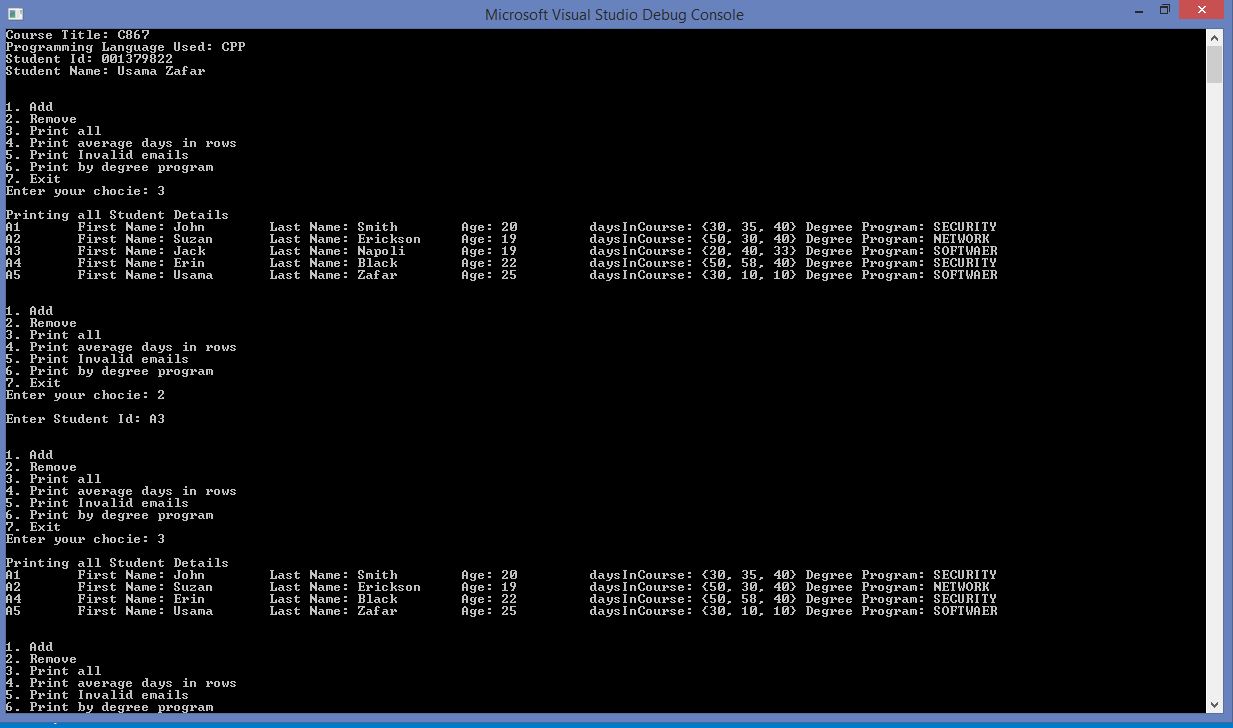 Microsoft Visual Studio Debug Console
Course Title: C867
Programming Language Used: CPP
Student Id: 001379822
Student Name: Usama Zafar
1. Add
2. Remove
3. Print all
4. Print average days in rows
5. Print Invalid emails
6. Print by degree program
7. Exit
Enter your chocie: 3
Printing all Student Details
A1 First Name: John Last Name: Smith Age: 20 daysInCourse: {30, 35, 40} Degree Program: SECURITY
A2 First Name: Suzan Last Name: Erickson Age: 19 daysInCourse: {50, 30, 40} Degree Program: NETWORK
A3 First Name: Jack Last Name: Napoli Age: 19 daysInCourse: {20, 40, 33} Degree Program: SOFTWAER
A4 First Name: Erin Last Name: Black Age: 22 daysInCourse: {50, 58, 40} Degree Program: SECURITY
A5 First Name: Usama Last Name: Zafar Age: 25 daysInCourse: {30, 10, 10} Degree Program: SOFTWAER
1. Add
2. Remove
3. Print all
4. Print average days in rows
5. Print Invalid emails
6. Print by degree program
7. Exit
Enter your chocie: 2
Enter Student Id: A3
1. Add
2. Remove
3. Print all
4. Print average days in rows
5. Print Invalid emails
6. Print by degree program
7. Exit
Enter your chocie: 3
Printing all Student Details
A1 First Name: John Last Name: Smith Age: 20 daysInCourse: {30, 35, 40} Degree Program: SECURITY
A2 First Name: Suzan Last Name: Erickson Age: 19 daysInCourse: {50, 30, 40} Degree Program: NETWORK
A4 First Name: Erin Last Name: Black Age: 22 daysInCourse: {50, 58, 40} Degree Program: SECURITY
A5 First Name: Usama Last Name: Zafar Age: 25 daysInCourse: {30, 10, 10} Degree Program: SOFTWAER
1. Add
2. Remove
3. Print all
4. Print average days in rows
5. Print Invalid emails
6. Print by degree program